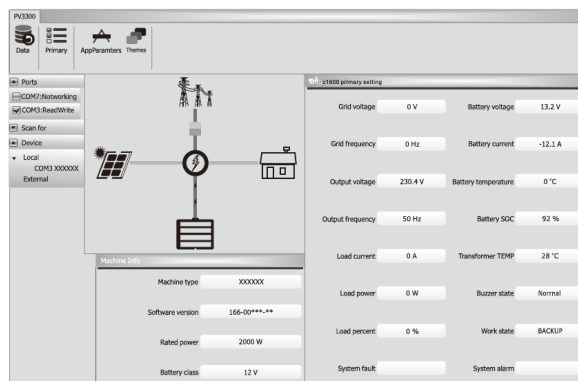 PV3300
Data
Primary
AppParamters
Themes
Ports
COM7:Notworking
COM3:ReadWrite
Scan for
Device
Local
COM3 XXXXXX
External
Machine Info
Machine type XXXXXX
Software version 166-00***-**
Rated power 2000 W
Battery class 12 V
c1600 primary setting
Grid voltage 0 V Battery voltage 13.2 V
Grid frequency 0 Hz Battery current -12.1 A
Output voltage 230.4 V Battery temperature 0 °C
Output frequency 50 Hz Battery SOC 92 %
Load current 0 A Transformer TEMP 28 °C
Load power 0 W Buzzer state Normal
Load percent 0 % Work state BACKUP
System fault System alarm